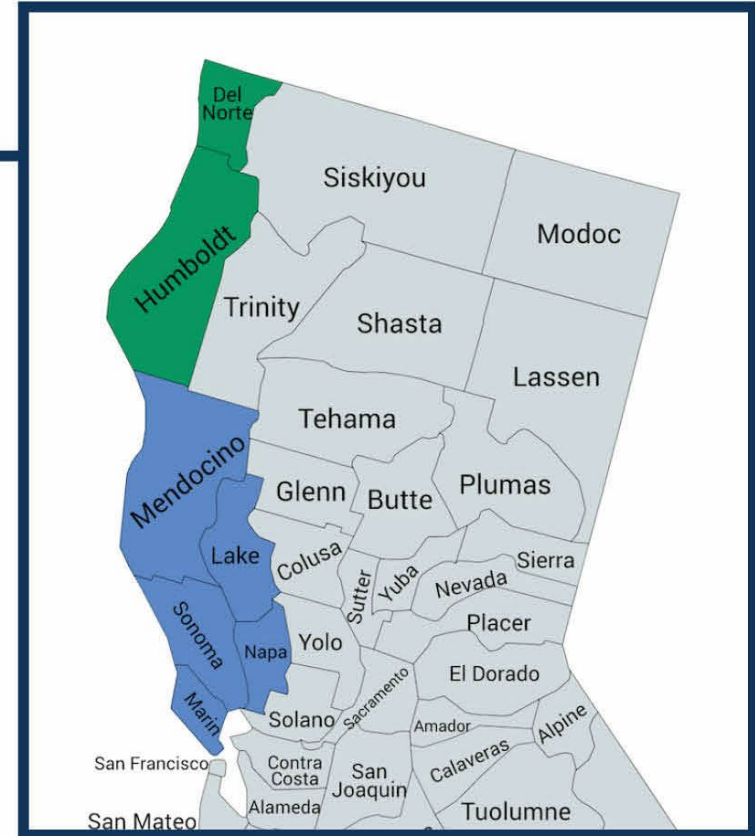 Del
Norte
Siskiyou
Modoc
Humboldt
Trinity
Shasta
Lassen
Tehama
Mendocino
Glenn
Butte
Plumas
Lake
Colusa
Sutter
Yuba
Nevada
Sierra
Placer
Sonoma
Napa
Yolo
El Dorado
Sacramento
Marin
Solano
Amador
Alpine
San Francisco
Contra
Costa
San
Joaquin
Calaveras
Alameda
San Mateo
Tuolumne